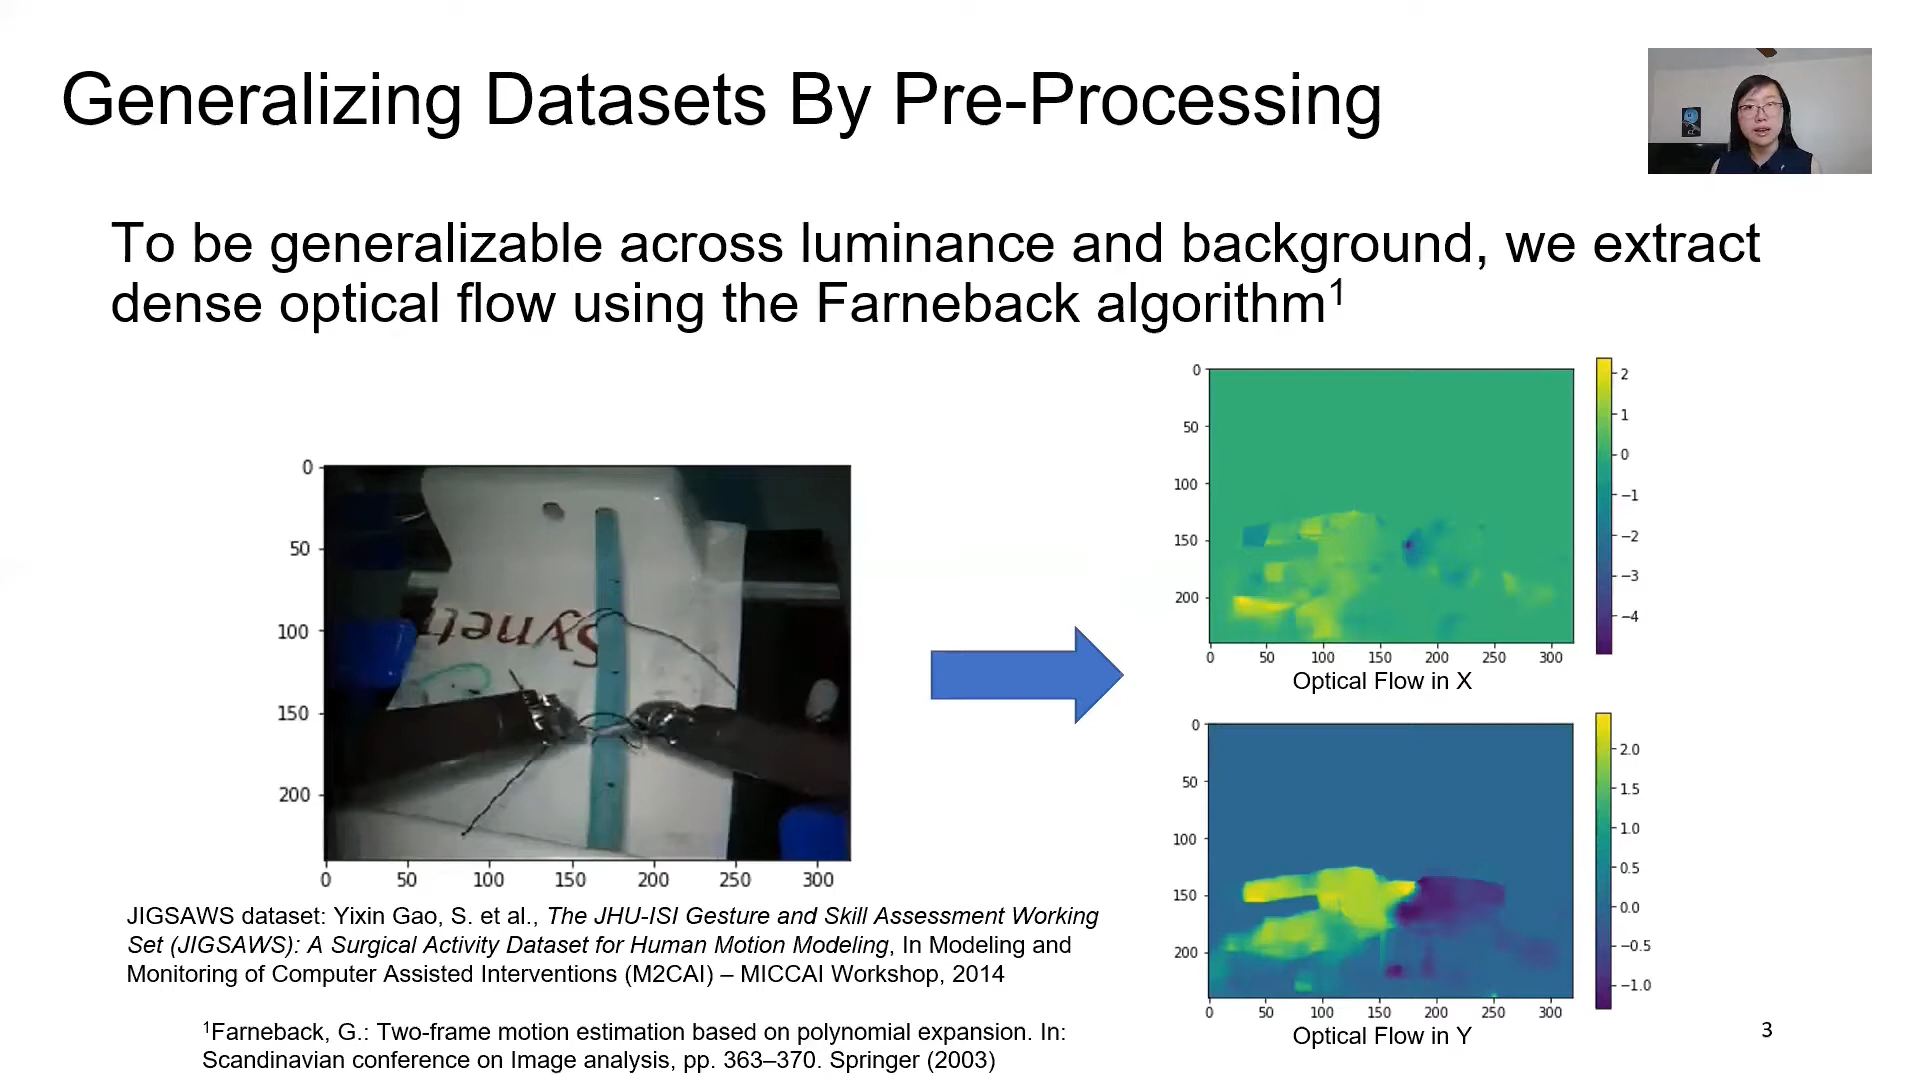 Generalizing Datasets By Pre-Processing
To be generalizable across luminance and background, we extract
dense optical flow using the Farneback algorithm¹
0
50
100
150
200
0 50 100 150 200 250 300
Synet
JIGSAWS dataset: Yixin Gao, S. et al., The JHU-ISI Gesture and Skill Assessment Working
Set (JIGSAWS): A Surgical Activity Dataset for Human Motion Modeling, In Modeling and
Monitoring of Computer Assisted Interventions (M2CAI) – MICCAI Workshop, 2014
0
50
100
150
200
0 50 100 150 200 250 300
2
1
0
−1
−2
−3
−4
Optical Flow in X
0
50
100
150
200
0 50 100 150 200 250 300
2.0
1.5
1.0
0.5
0.0
−0.5
−1.0
Optical Flow in Y
¹Farneback, G.: Two-frame motion estimation based on polynomial expansion. In:
Scandinavian conference on Image analysis, pp. 363–370. Springer (2003)
3